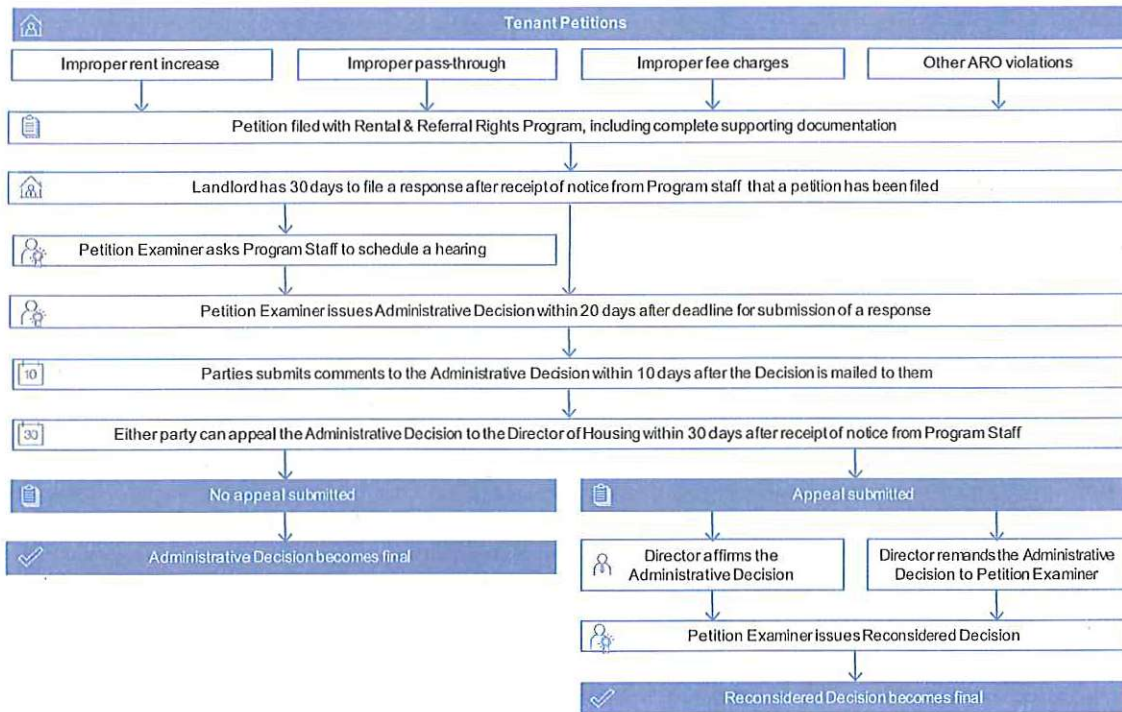 Tenant Petitions
Improper rent increase
Improper pass-through
Improper fee charges
Other ARO violations
Petition filed with Rental & Referral Rights Program, including complete supporting documentation
Landlord has 30 days to file a response after receipt of notice from Program staff that a petition has been filed
Petition Examiner asks Program Staff to schedule a hearing
Petition Examiner issues Administrative Decision within 20 days after deadline for submission of a response
10
Parties submits comments to the Administrative Decision within 10 days after the Decision is mailed to them
30
Either party can appeal the Administrative Decision to the Director of Housing within 30 days after receipt of notice from Program Staff
No appeal submitted
Appeal submitted
Administrative Decision becomes final
Director affirms the
Administrative Decision
Director remands the Administrative
Decision to Petition Examiner
Petition Examiner issues Reconsidered Decision
Reconsidered Decision becomes final